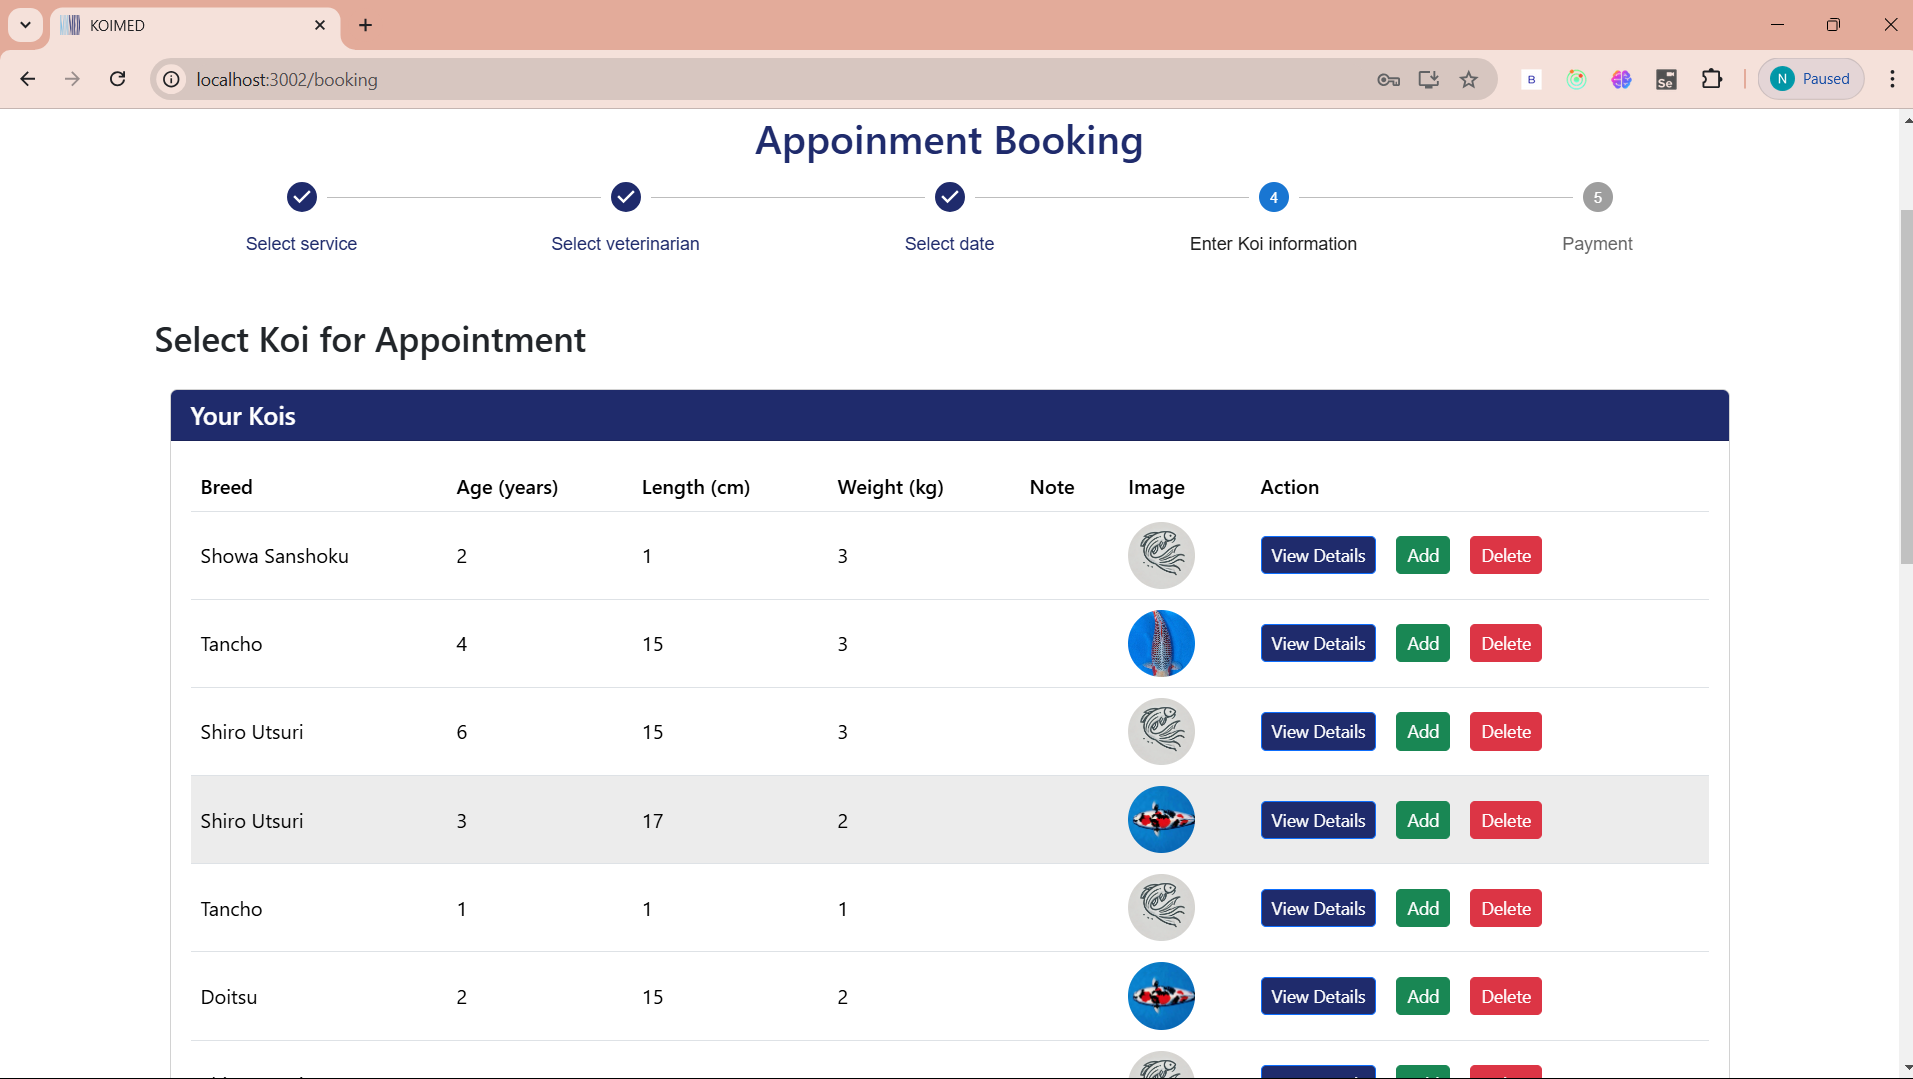 KOIMED
localhost:3002/booking
B
Se
N Paused
Appoinment Booking
4 5
Select service Select veterinarian Select date Enter Koi information Payment
Select Koi for Appointment
Your Kois
Breed Age (years) Length (cm) Weight (kg) Note Image Action
Showa Sanshoku 2 1 3 View Details Add Delete
Tancho 4 15 3 View Details Add Delete
Shiro Utsuri 6 15 3 View Details Add Delete
Shiro Utsuri 3 17 2 View Details Add Delete
Tancho 1 1 1 View Details Add Delete
Doitsu 2 15 2 View Details Add Delete